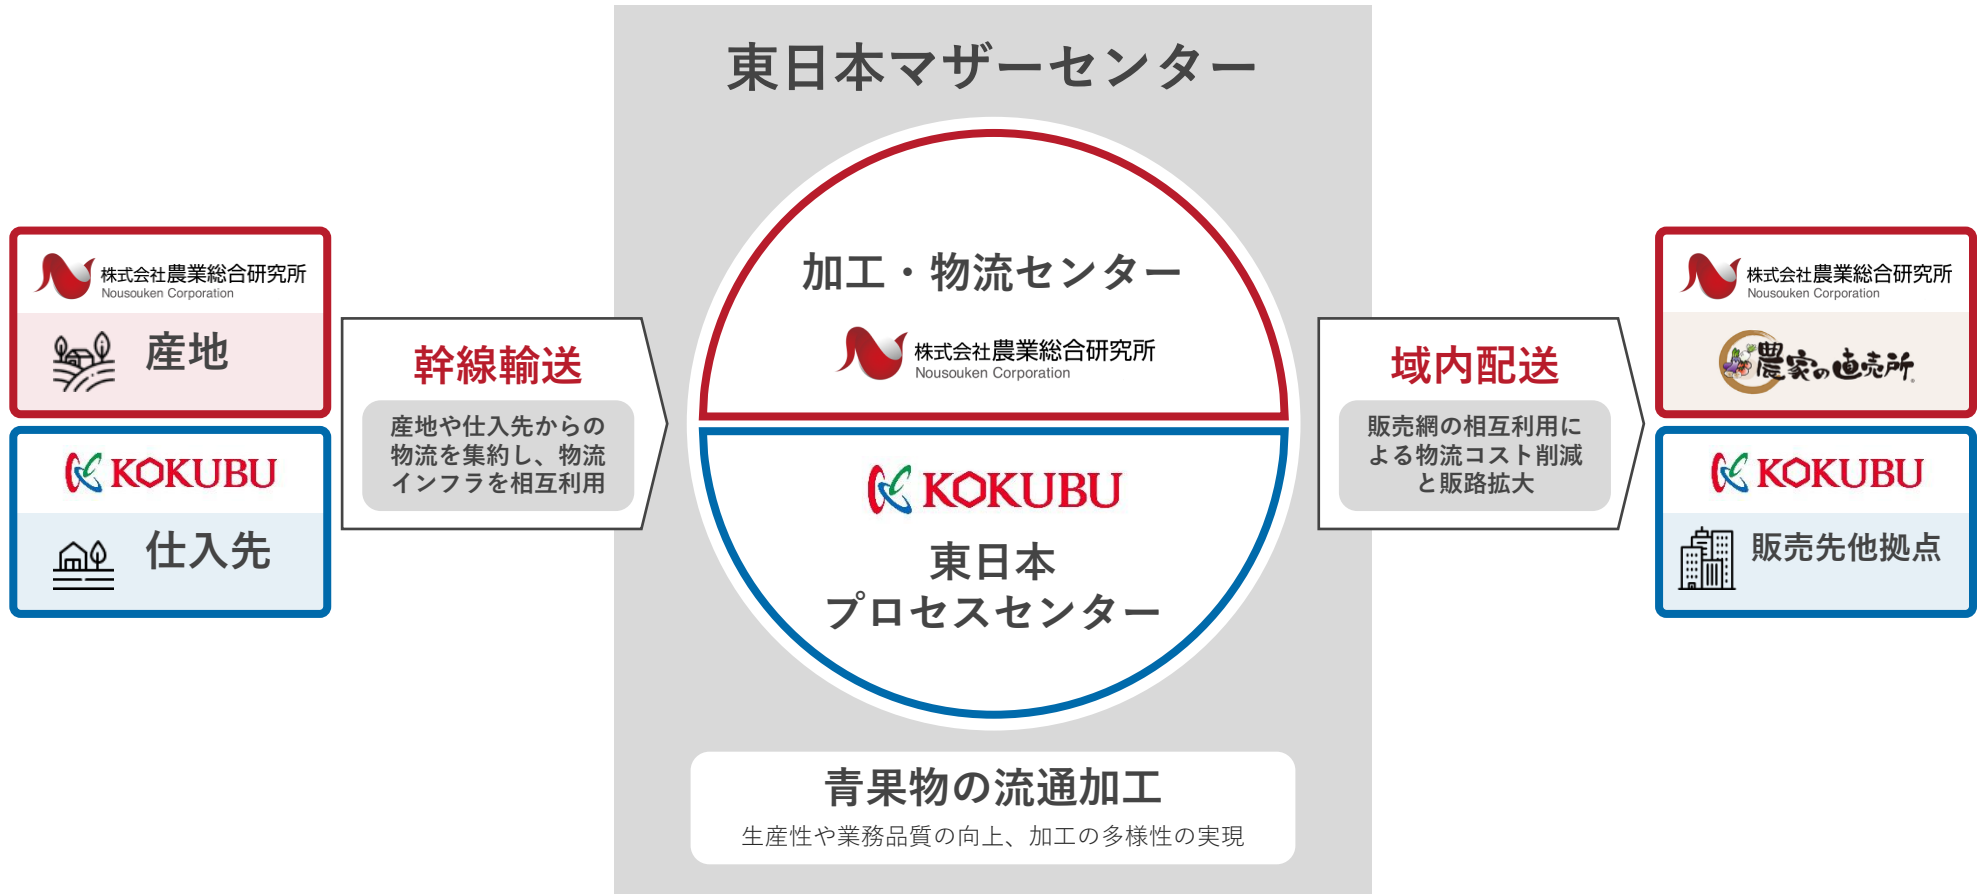 東日本マザーセンター
株式会社農業総合研究所
Nousouken Corporation
産地
KOKUBU
仕入先
幹線輸送
産地や仕入先からの
物流を集約し、物流
インフラを相互利用
加工・物流センター
株式会社農業総合研究所
Nousouken Corporation
KOKUBU
東日本
プロセスセンター
青果物の流通加工
生産性や業務品質の向上、加工の多様性の実現
域内配送
販売網の相互利用に
よる物流コスト削減
と販路拡大
株式会社農業総合研究所
Nousouken Corporation
農家の直売所
KOKUBU
販売先他拠点